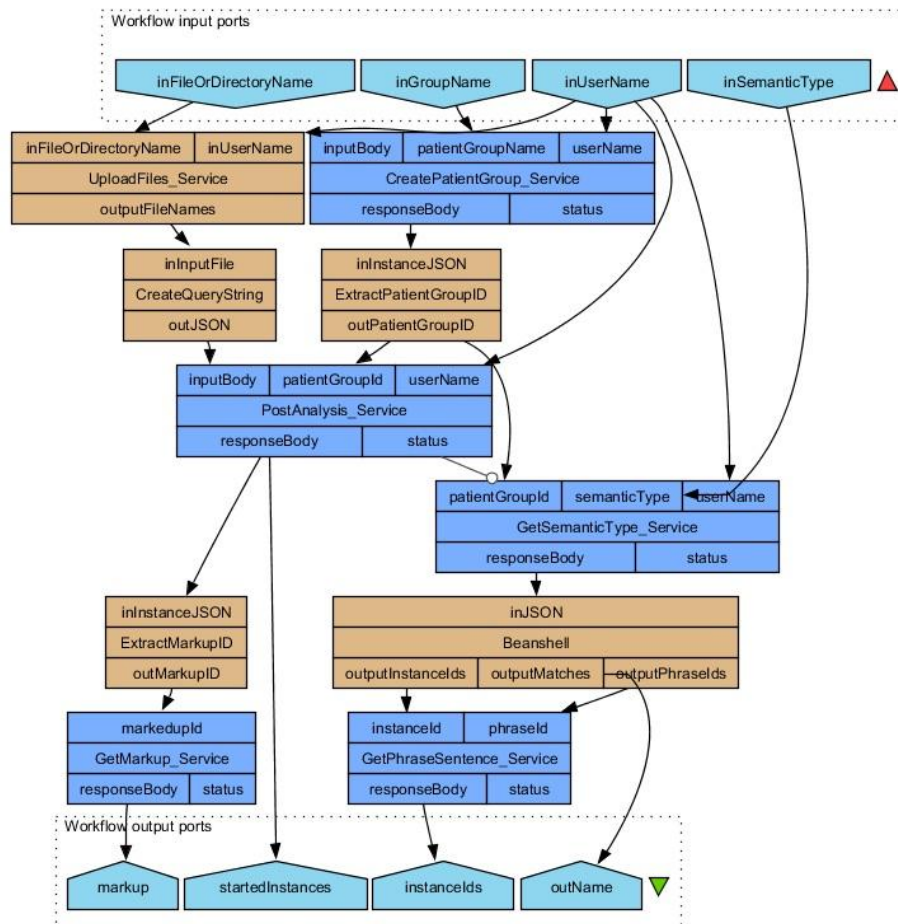 Workflow input ports
inFileOrDirectoryName
inGroupName
inUserName
inSemanticType
inFileOrDirectoryName
inUserName
UploadFiles_Service
outputFileNames
inputBody
patientGroupName
userName
CreatePatientGroup_Service
responseBody
status
inInputFile
CreateQueryString
outJSON
inInstanceJSON
ExtractPatientGroupID
outPatientGroupID
inputBody
patientGroupId
userName
PostAnalysis_Service
responseBody
status
patientGroupId
semanticType
userName
GetSemanticType_Service
responseBody
status
inInstanceJSON
ExtractMarkupID
outMarkupID
inJSON
Beanshell
outputInstanceIds
outputMatches
outputPhraseIds
markedupId
GetMarkup_Service
responseBody
status
instanceId
phraseId
GetPhraseSentence_Service
responseBody
status
Workflow output ports
markup
startedInstances
instanceIds
outName